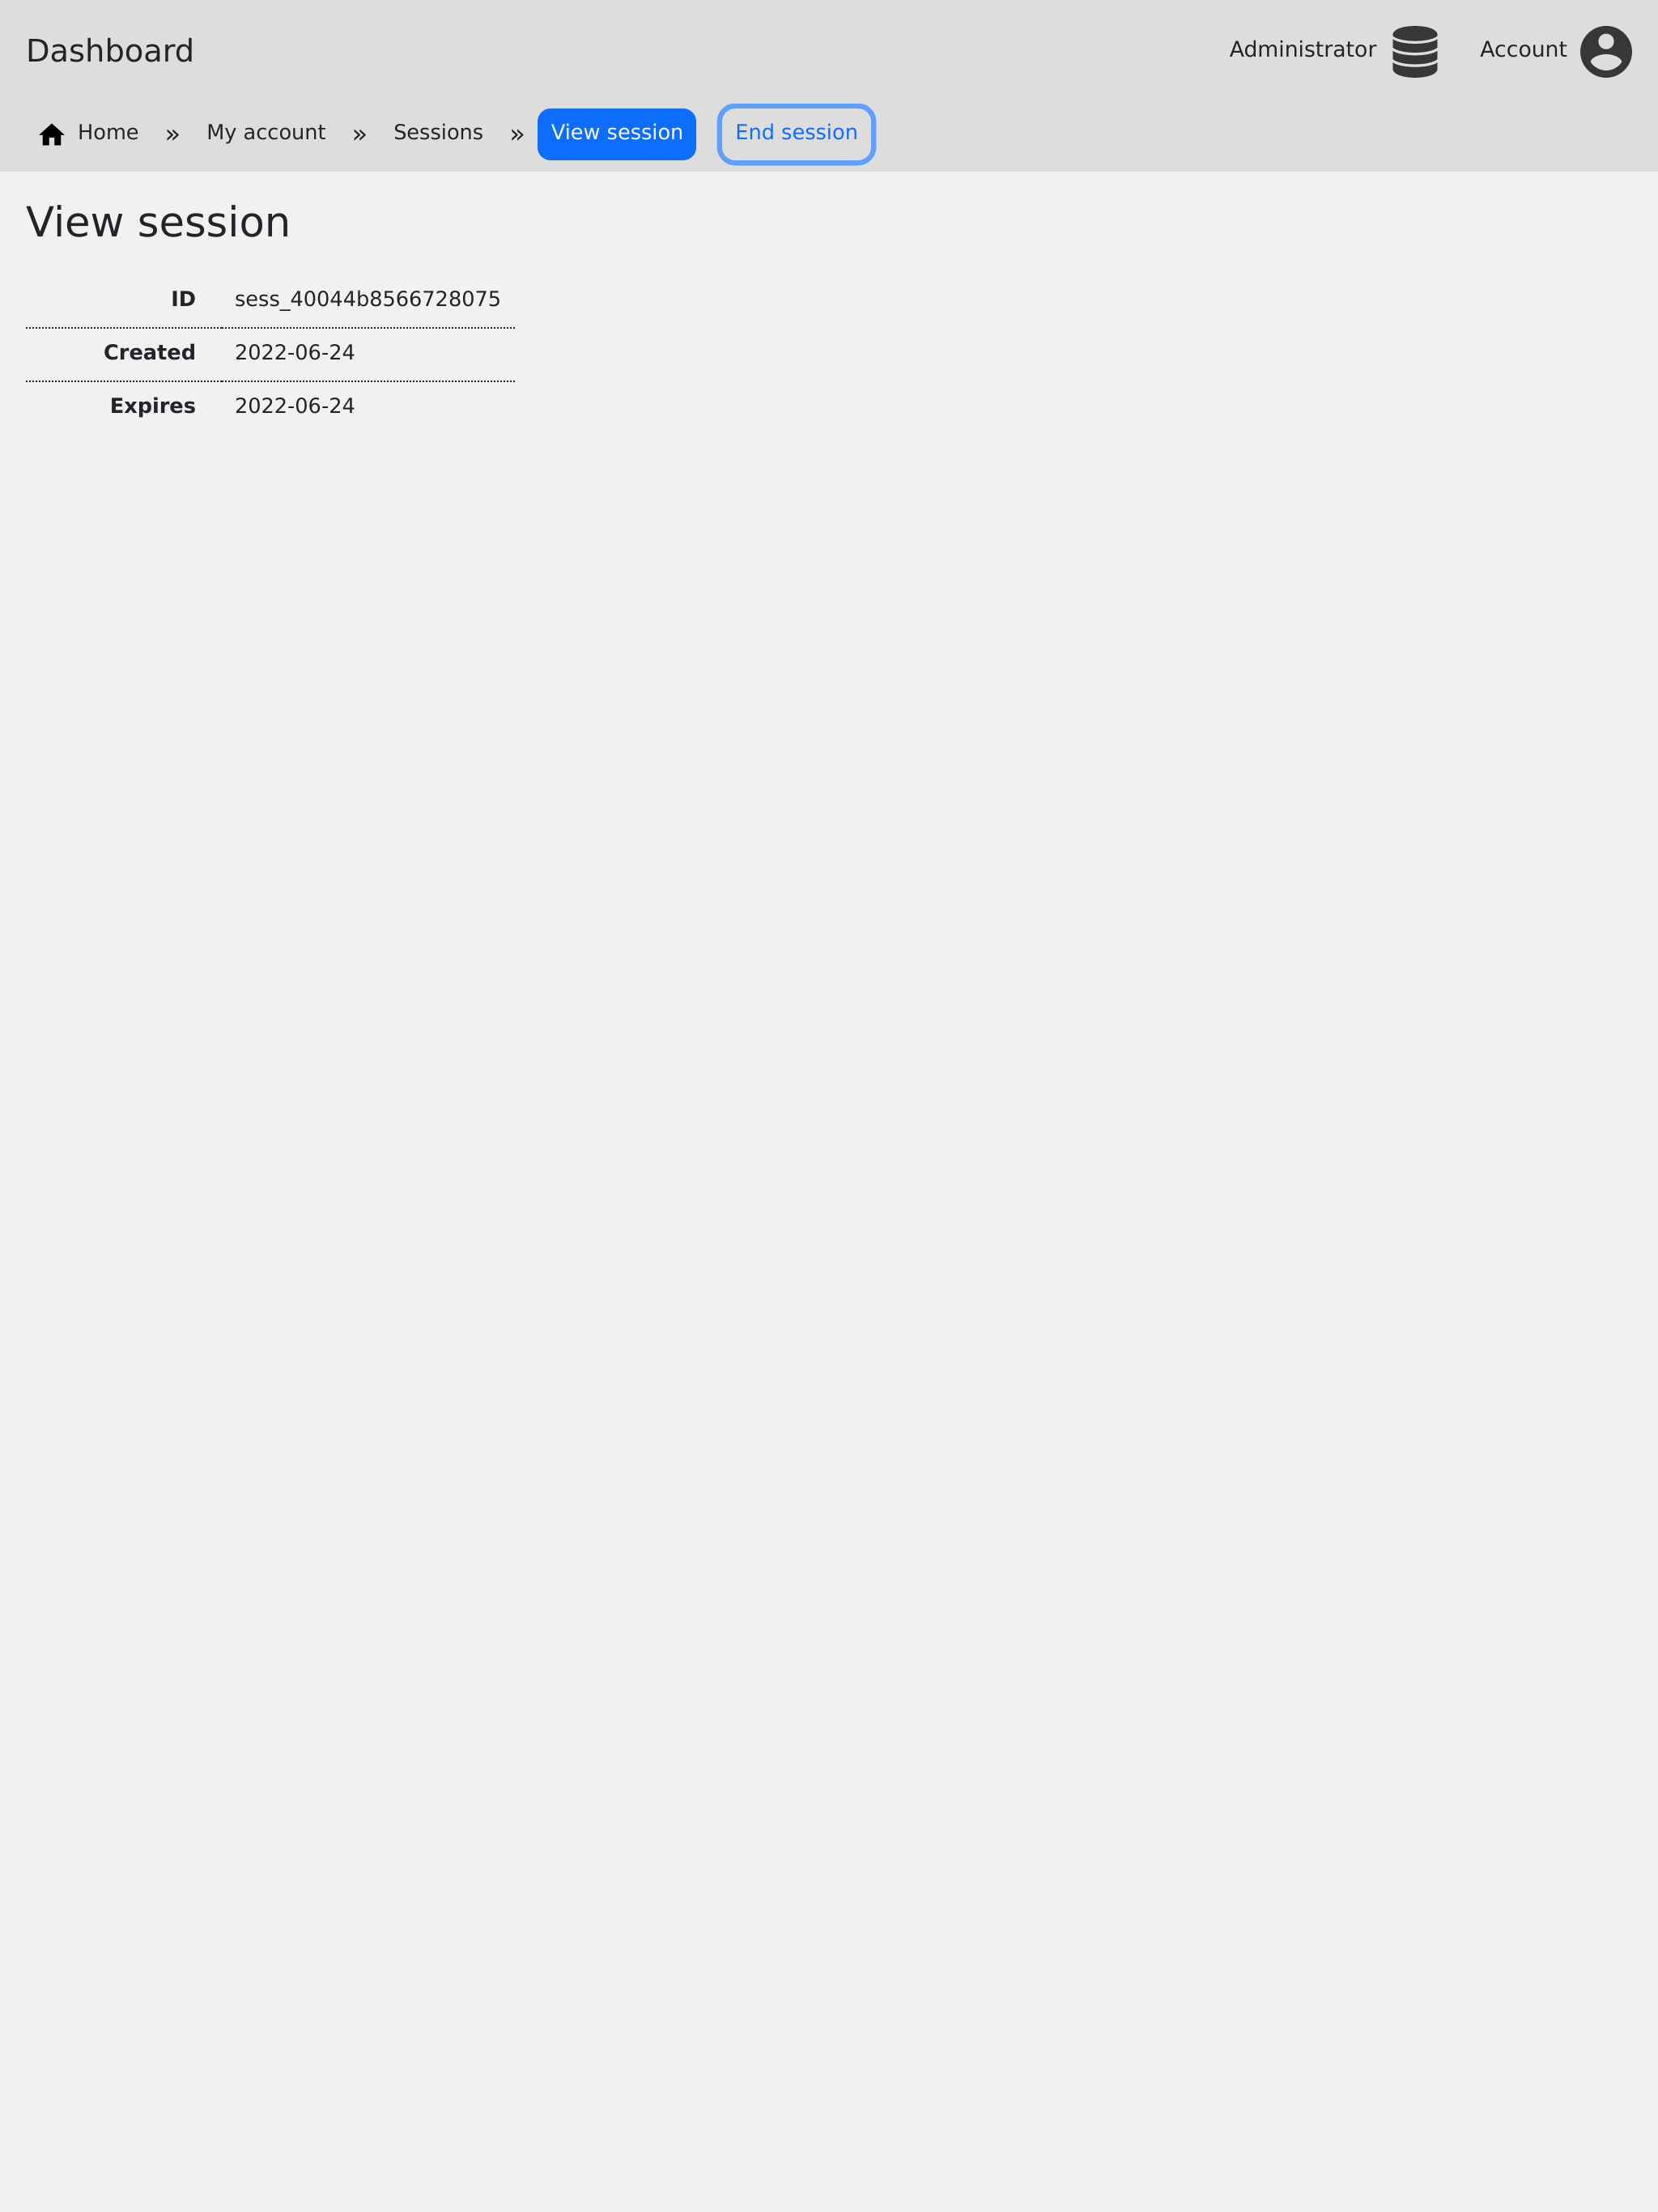 Dashboard
Administrator
Account
Home » My account » Sessions » View session End session
View session
ID sess_40044b8566728075
Created 2022-06-24
Expires 2022-06-24